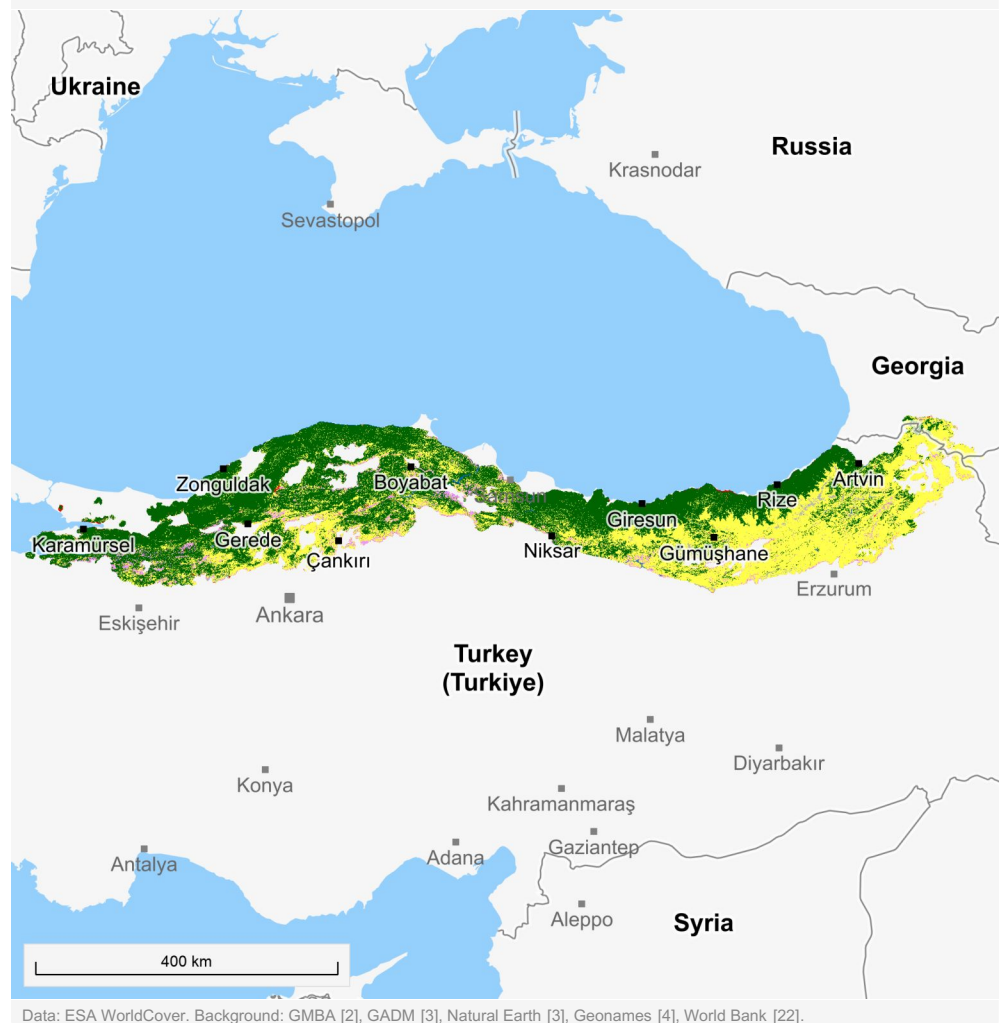 Ukraine
Russia
Krasnodar
Sevastopol
Georgia
Zonguldak
Boyabat
Artvin
Rize
Giresun
Karamürsel
Gerede
Çankırı
Niksar
Gümüşhane
Erzurum
Eskişehir
Ankara
Turkey
(Turkiye)
Malatya
Diyarbakır
Konya
Kahramanmaraş
Gaziantep
Antalya
Adana
Aleppo
Syria
400 km
Data: ESA WorldCover. Background: GMBA [2], GADM [3], Natural Earth [3], Geonames [4], World Bank [22].